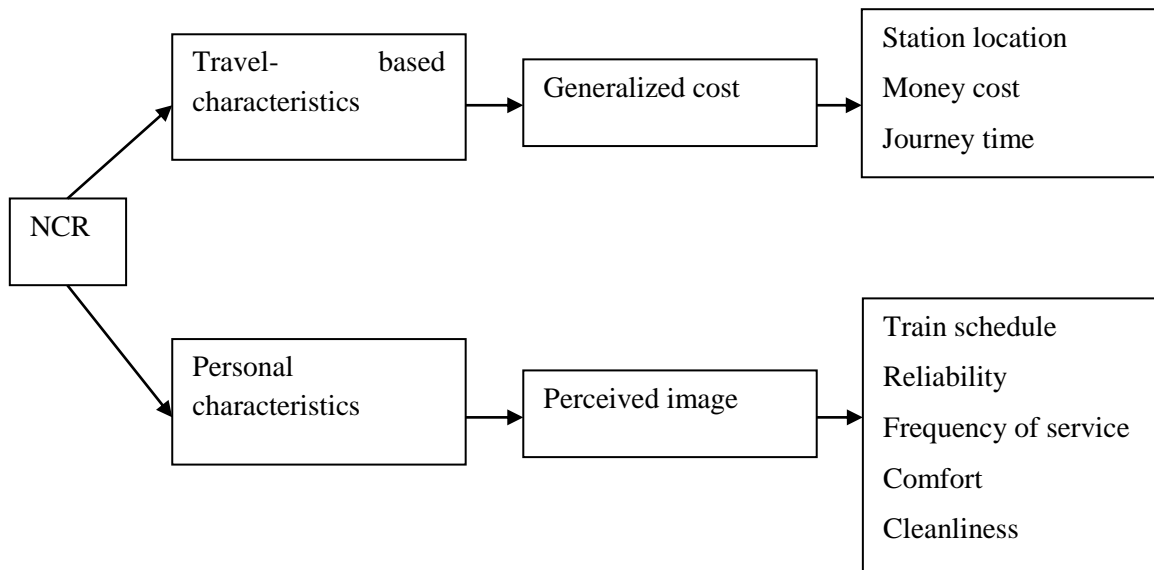 NCR
Travel- based
characteristics
Generalized cost
Station location
Money cost
Journey time
Personal
characteristics
Perceived image
Train schedule
Reliability
Frequency of service
Comfort
Cleanliness